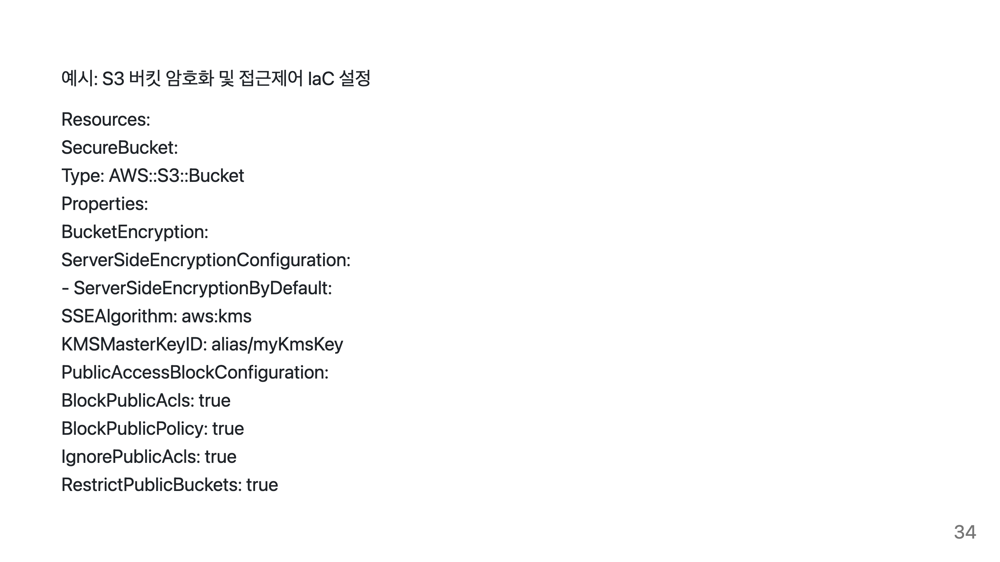 예시: S3 버킷 암호화 및 접근제어 IaC 설정
Resources:
SecureBucket:
Type: AWS::S3::Bucket
Properties:
BucketEncryption:
ServerSideEncryptionConfiguration:
- ServerSideEncryptionByDefault:
SSEAlgorithm: aws:kms
KMSMasterKeyID: alias/myKmsKey
PublicAccessBlockConfiguration:
BlockPublicAcls: true
BlockPublicPolicy: true
IgnorePublicAcls: true
RestrictPublicBuckets: true
34